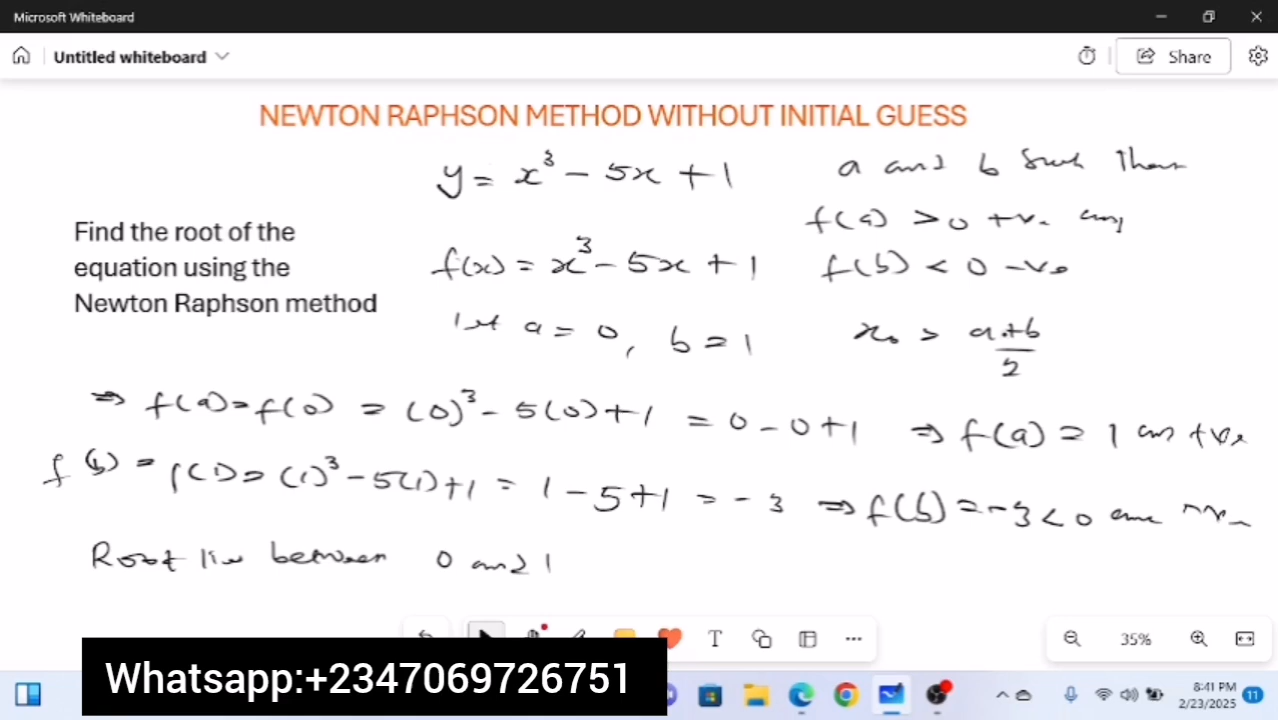 Microsoft Whiteboard
Untitled whiteboard
Share
NEWTON RAPHSON METHOD WITHOUT INITIAL GUESS
y = x³ - 5x + 1
a and b such that
f(a) > 0 +ve and
Find the root of the
equation using the
Newton Raphson method
f(x) = x³ - 5x + 1
f(b) < 0 -ve
let a = 0, b = 1
x₀ > a+b
2
⇒ f(a) = f(0) = (0)³ - 5(0) + 1 = 0 - 0 + 1 ⇒ f(a) = 1 and +ve
f(b) = f(1) = (1)³ - 5(1) + 1 = 1 - 5 + 1 = -3 ⇒ f(b) = -3 < 0 and -ve
Root lie between 0 and 1
T
35%
Whatsapp:+2347069726751
8:41 PM
2/23/2025